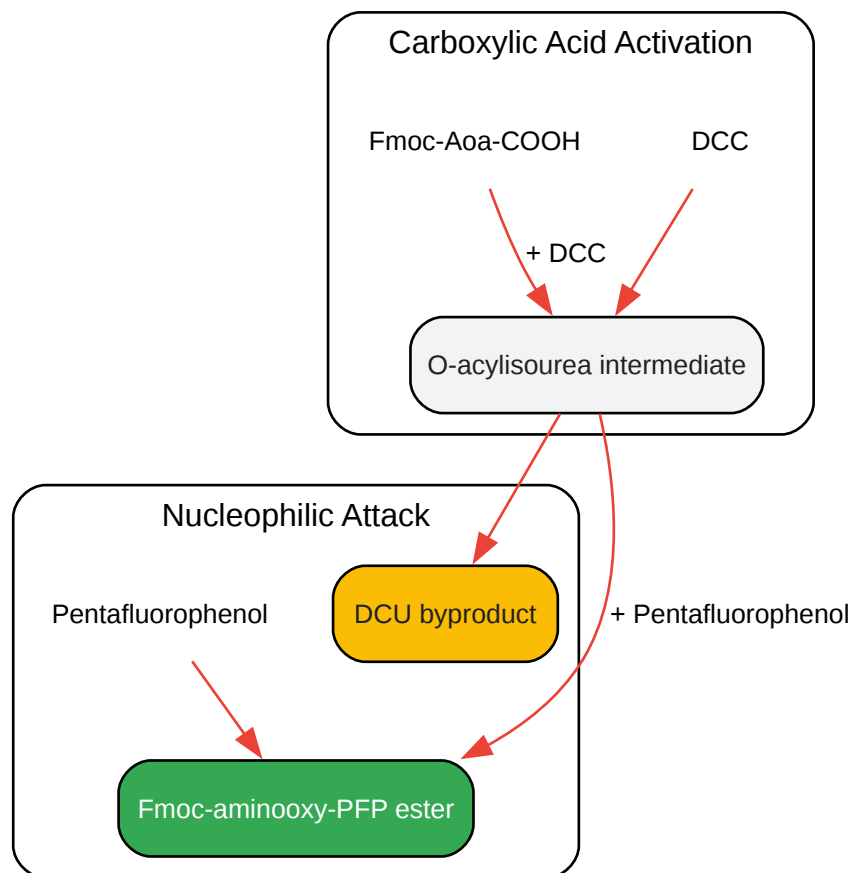 Carboxylic Acid Activation
Fmoc-Aoa-COOH
DCC
+ DCC
O-acylisourea intermediate
Nucleophilic Attack
Pentafluorophenol
DCU byproduct
+ Pentafluorophenol
Fmoc-aminooxy-PFP ester